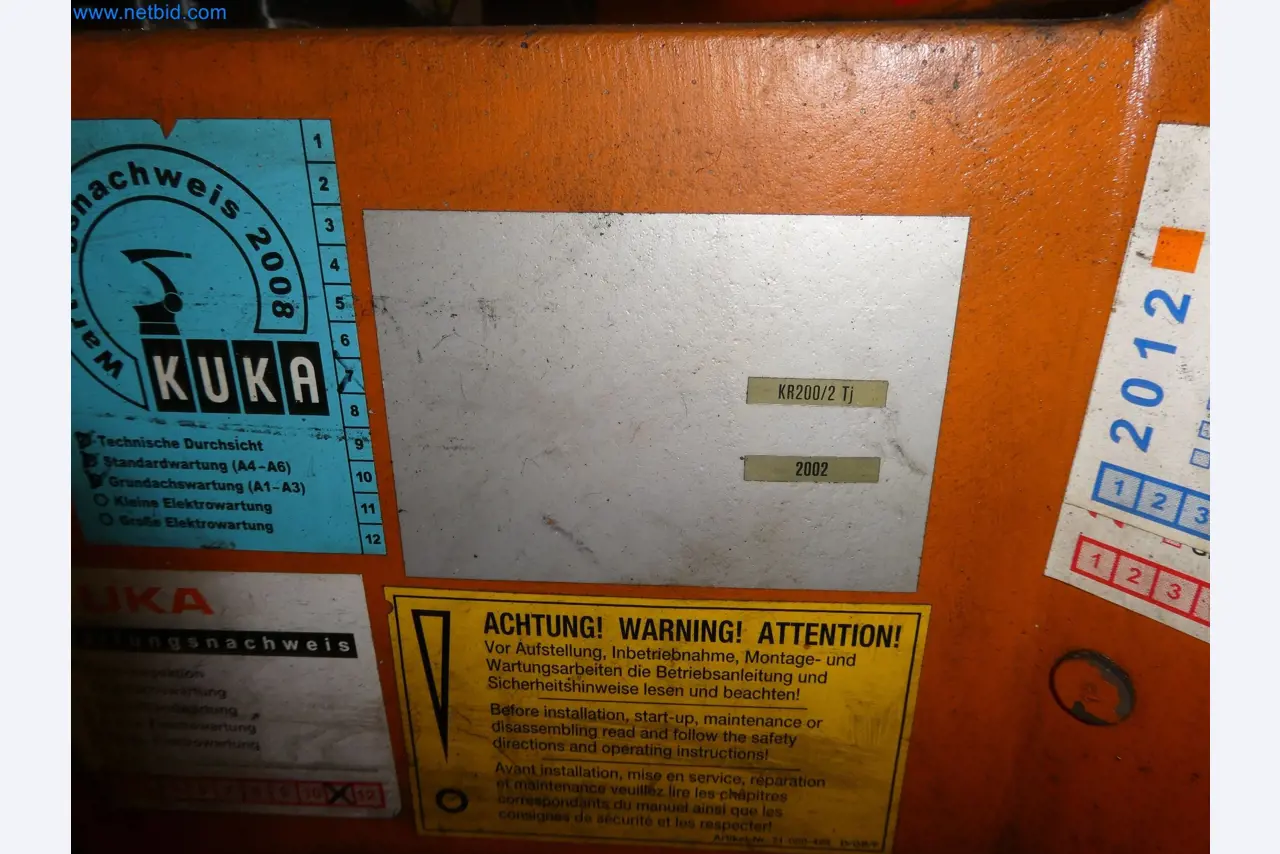 www.netbid.com
snachweis 2008
War
KUKA
1
2
3
4
5
6
7
8
9
10
11
12
Technische Durchsicht
Standardwartung (A4-A6)
Grundachswartung (A1-A3)
Kleine Elektrowartung
Große Elektrowartung
KR200/2 Tj
2002
2012
1 2 3
1 2 3
UKA
ungsnachweis
10 12
ACHTUNG! WARNING! ATTENTION!
Vor Aufstellung, Inbetriebnahme, Montage- und
Wartungsarbeiten die Betriebsanleitung und
Sicherheitshinweise lesen und beachten!
Before installation, start-up, maintenance or
disassembling read and follow the safety
directions and operating instructions!
Avant installation, mise en service, réparation
et maintenance veuillez lire les chapitres
correspondants du manuel ainsi que les
consignes de sécurité et les respecter!